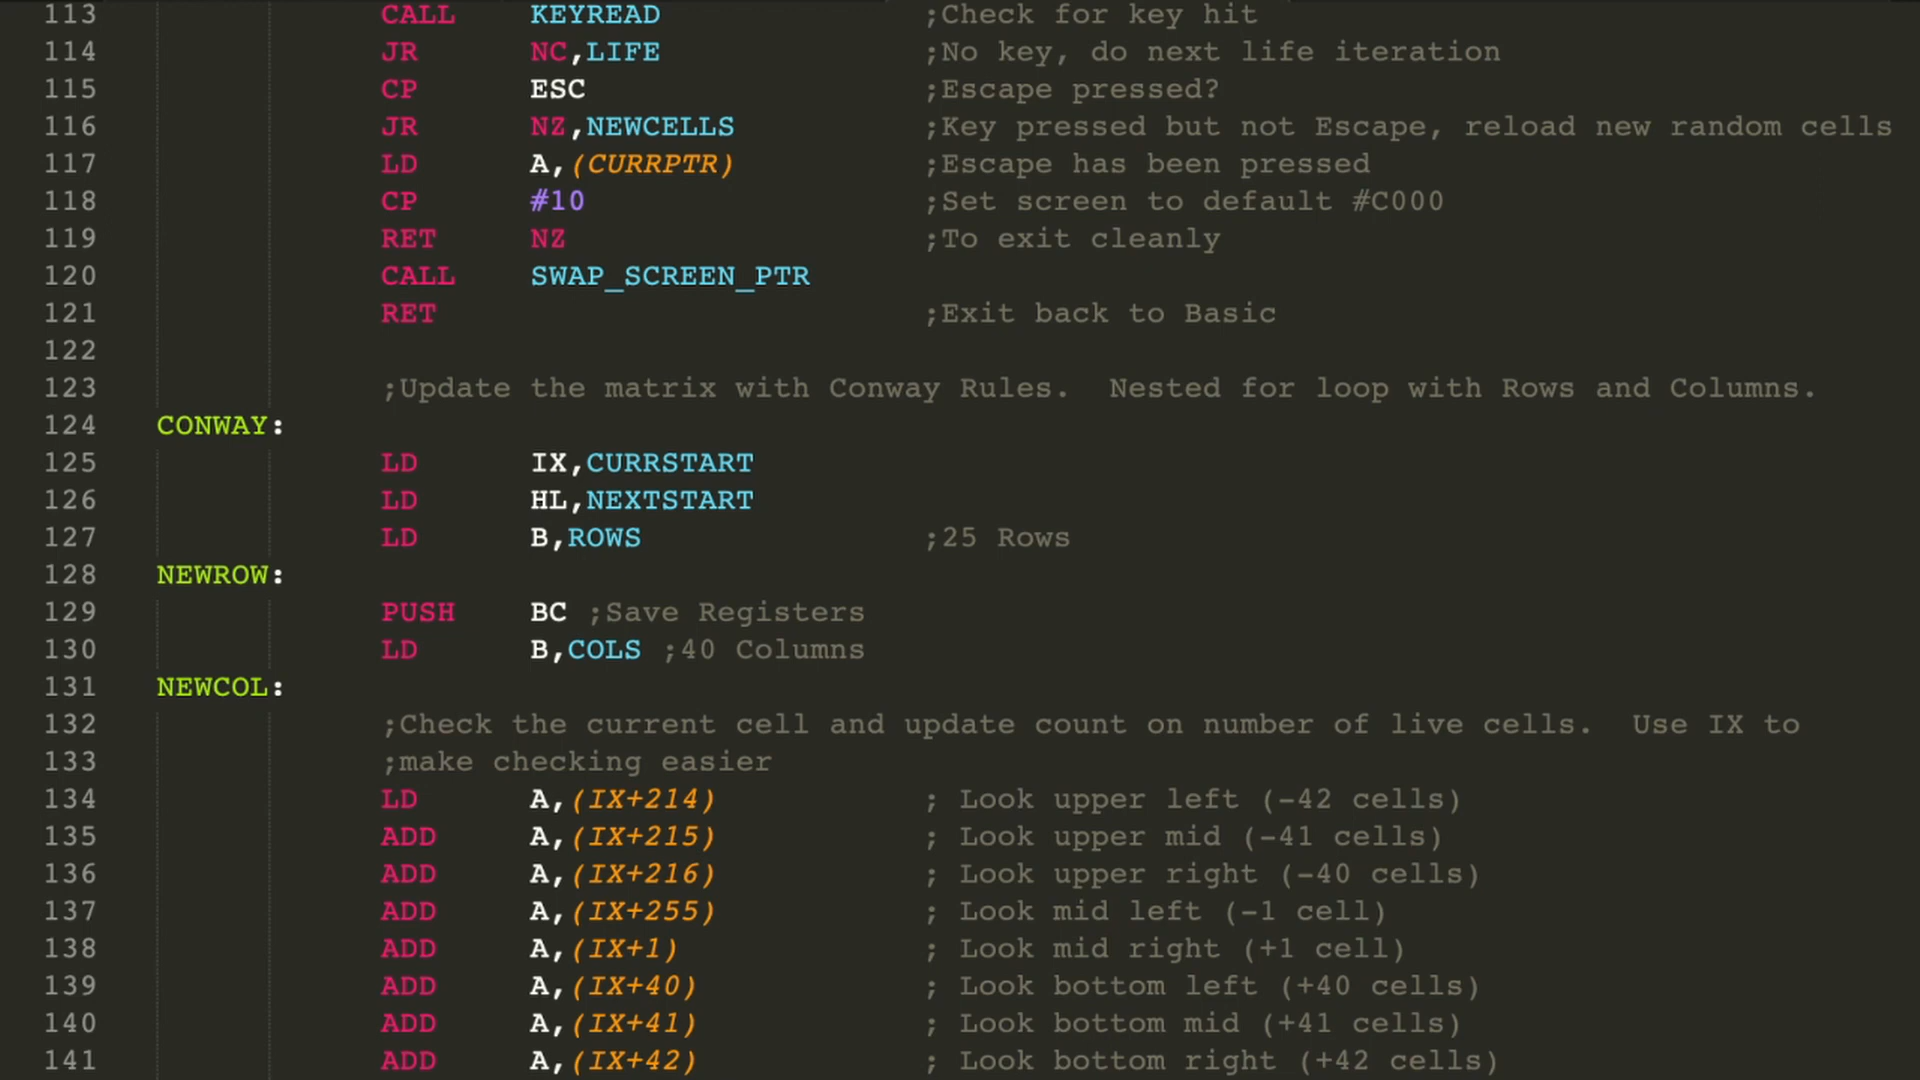 113 CALL KEYREAD ;Check for key hit
114 JR NC,LIFE ;No key, do next life iteration
115 CP ESC ;Escape pressed?
116 JR NZ,NEWCELLS ;Key pressed but not Escape, reload new random cells
117 LD A,(CURRPTR) ;Escape has been pressed
118 CP #10 ;Set screen to default #C000
119 RET NZ ;To exit cleanly
120 CALL SWAP_SCREEN_PTR
121 RET ;Exit back to Basic
122
123 ;Update the matrix with Conway Rules.  Nested for loop with Rows and Columns.
124 CONWAY:
125 LD IX,CURRSTART
126 LD HL,NEXTSTART
127 LD B,ROWS ;25 Rows
128 NEWROW:
129 PUSH BC ;Save Registers
130 LD B,COLS ;40 Columns
131 NEWCOL:
132 ;Check the current cell and update count on number of live cells.  Use IX to
133 ;make checking easier
134 LD A,(IX+214) ; Look upper left (-42 cells)
135 ADD A,(IX+215) ; Look upper mid (-41 cells)
136 ADD A,(IX+216) ; Look upper right (-40 cells)
137 ADD A,(IX+255) ; Look mid left (-1 cell)
138 ADD A,(IX+1) ; Look mid right (+1 cell)
139 ADD A,(IX+40) ; Look bottom left (+40 cells)
140 ADD A,(IX+41) ; Look bottom mid (+41 cells)
141 ADD A,(IX+42) ; Look bottom right (+42 cells)